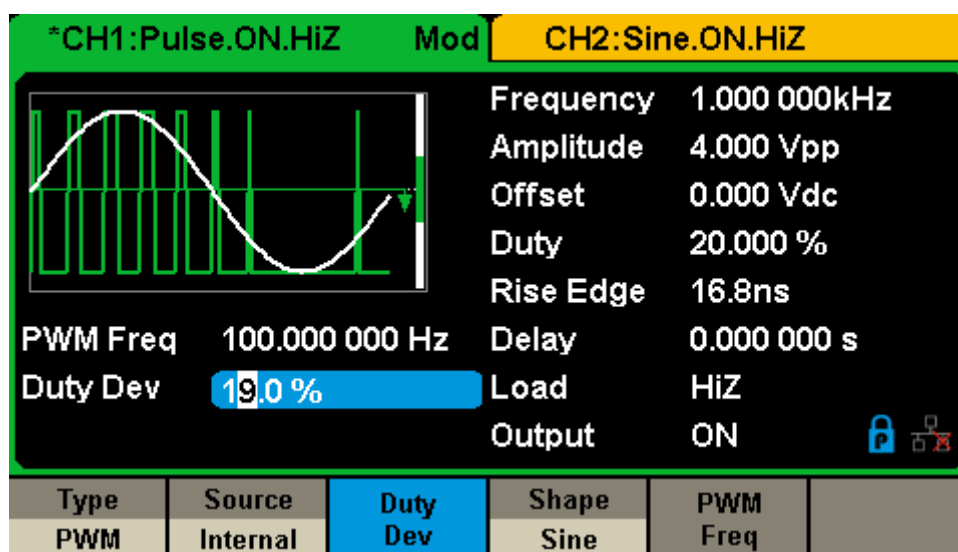 *CH1:Pulse.ON.HiZ Mod CH2:Sine.ON.HiZ
Frequency 1.000 000kHz
Amplitude 4.000 Vpp
Offset 0.000 Vdc
Duty 20.000 %
Rise Edge 16.8ns
PWM Freq 100.000 000 Hz Delay 0.000 000 s
Duty Dev 19.0 % Load HiZ
Output ON P
Type Source Duty Shape PWM
PWM Internal Dev Sine Freq